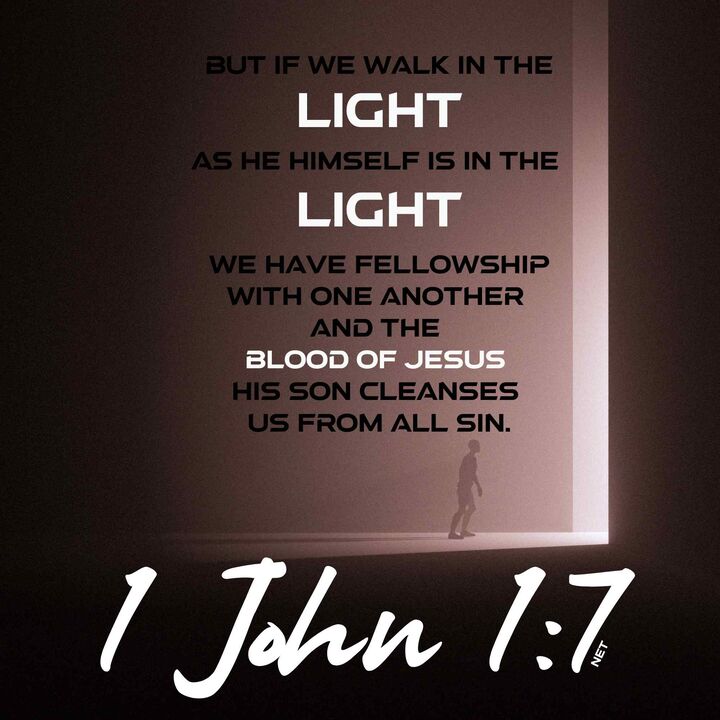 BUT IF WE WALK IN THE
LIGHT
AS HE HIMSELF IS IN THE
LIGHT
WE HAVE FELLOWSHIP
WITH ONE ANOTHER
AND THE
BLOOD OF JESUS
HIS SON CLEANSES
US FROM ALL SIN.
1 John 1:7
NET